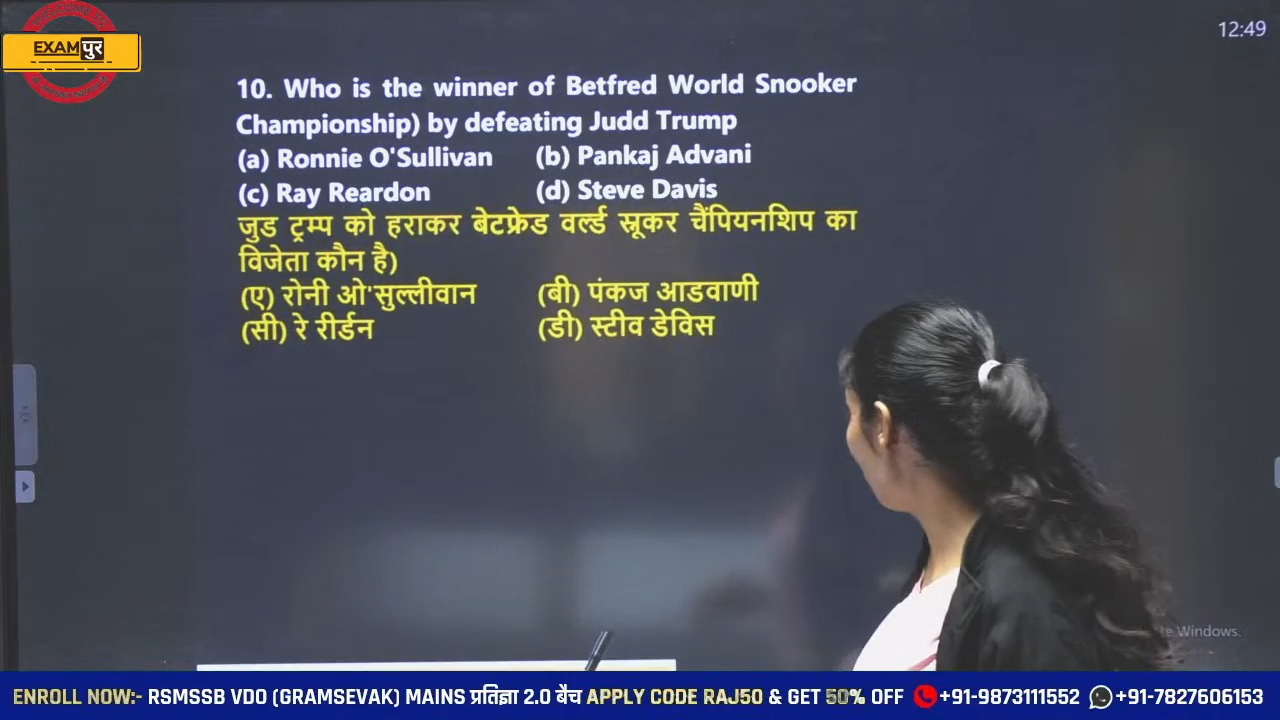 EXAMपुर
12:49
10. Who is the winner of Betfred World Snooker
Championship) by defeating Judd Trump
(a) Ronnie O'Sullivan (b) Pankaj Advani
(c) Ray Reardon (d) Steve Davis
जुड ट्रम्प को हराकर बेटफ्रेड वर्ल्ड स्नूकर चैंपियनशिप का
विजेता कौन है)
(ए) रोनी ओ'सुल्लीवान (बी) पंकज आडवाणी
(सी) रे रीर्डन (डी) स्टीव डेविस
Windows.
ENROLL NOW:- RSMSSB VDO (GRAMSEVAK) MAINS प्रतिज्ञा 2.0 बैच APPLY CODE RAJ50 & GET 50% OFF +91-9873111552 +91-7827606153